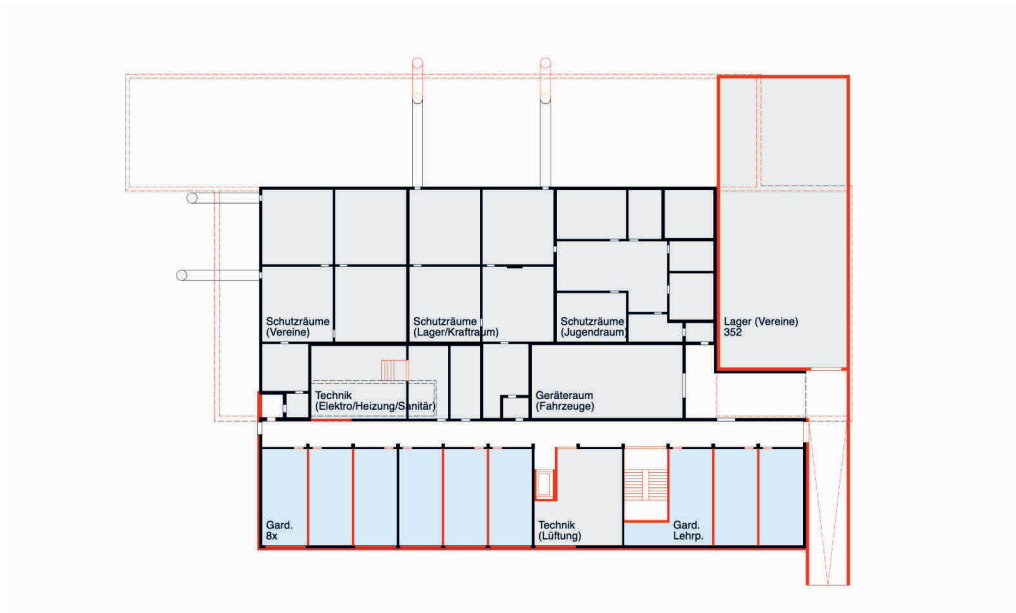 Schutzräume
(Vereine)
Schutzräume
(Lager/Kraftraum)
Schutzräume
(Jugendraum)
Lager (Vereine)
352
Technik
(Elektro/Heizung/Sanitär)
Geräteraum
(Fahrzeuge)
Gard.
8x
Technik
(Lüftung)
Gard.
Lehrp.